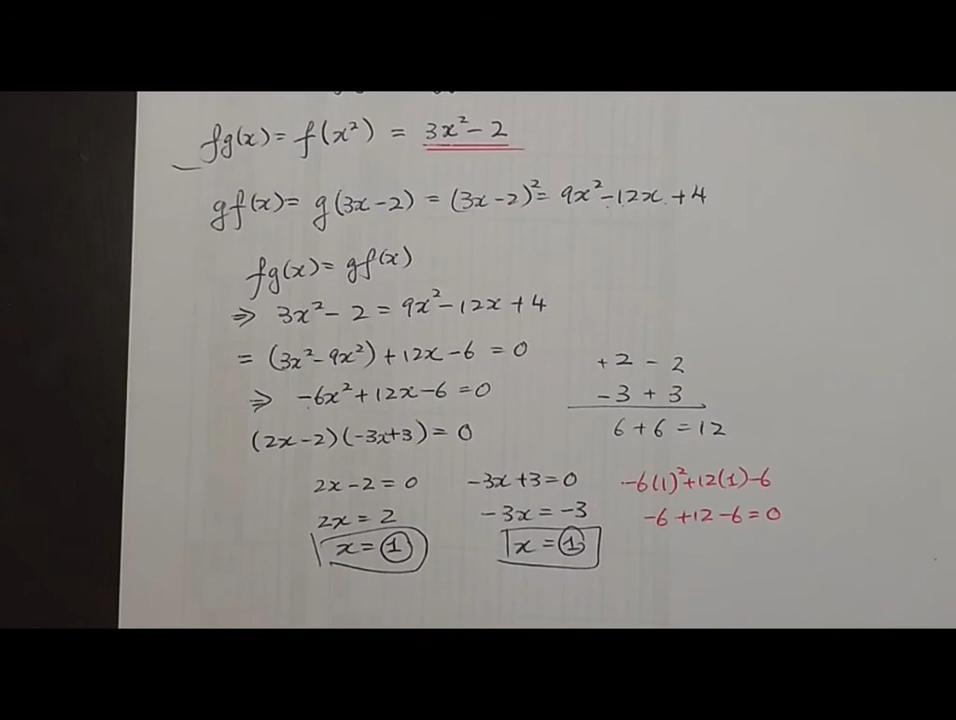 fg(x) = f(x²) = 3x² - 2
gf(x) = g(3x-2) = (3x-2)² = 9x² - 12x + 4
fg(x) = gf(x)
⇒ 3x² - 2 = 9x² - 12x + 4
= (3x² - 9x²) + 12x - 6 = 0
+2 - 2
⇒ -6x² + 12x - 6 = 0
-3 + 3
(2x-2)(-3x+3) = 0
6 + 6 = 12
2x - 2 = 0
-3x + 3 = 0
-6(1)² + 12(1) - 6
2x = 2
-3x = -3
-6 + 12 - 6 = 0
x = 1
x = 1